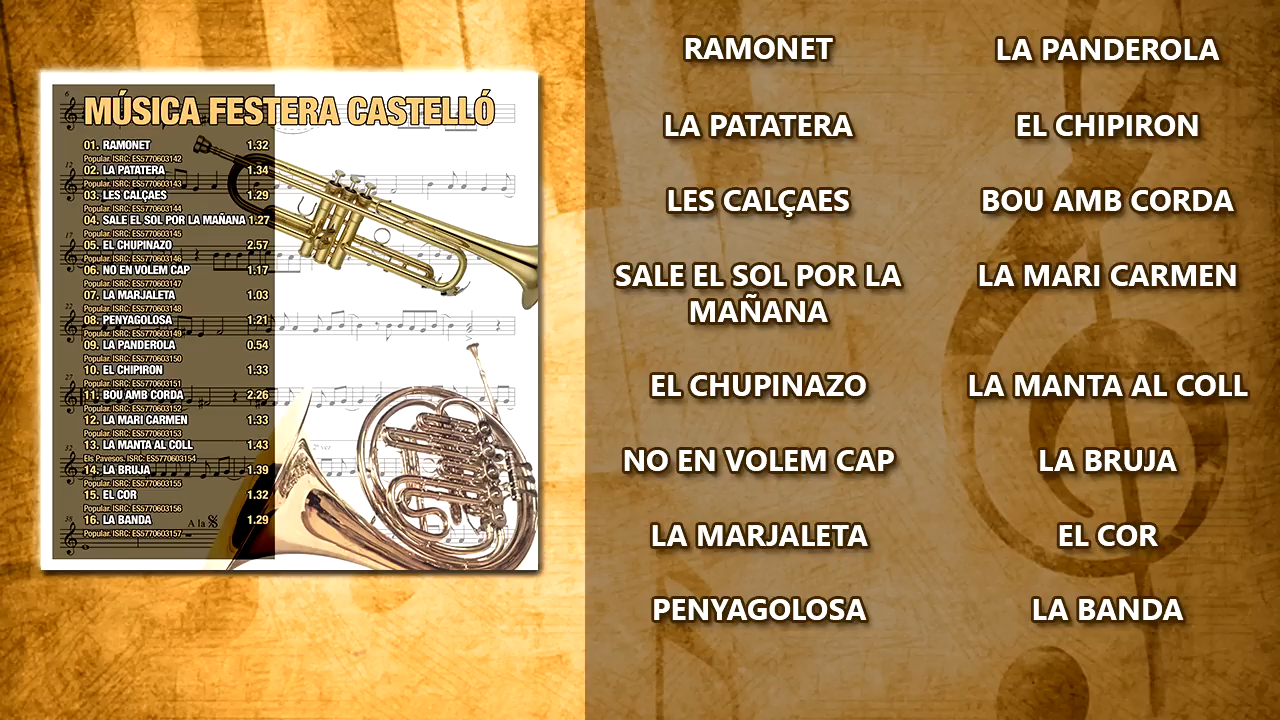 MÚSICA FESTERA CASTELLÓ
01. RAMONET 1.32
Popular. ISRC: ES5770603142
02. LA PATATERA 1.34
Popular. ISRC: ES5770603143
03. LES CALÇAES 1.29
Popular. ISRC: ES5770603144
04. SALE EL SOL POR LA MAÑANA 1.27
Popular. ISRC: ES5770603145
05. EL CHUPINAZO 2.57
Popular. ISRC: ES5770603146
06. NO EN VOLEM CAP 1.17
Popular. ISRC: ES5770603147
07. LA MARJALETA 1.03
Popular. ISRC: ES5770603148
08. PENYAGOLOSA 1.21
Popular. ISRC: ES5770603149
09. LA PANDEROLA 0.54
Popular. ISRC: ES5770603150
10. EL CHIPIRON 1.33
Popular. ISRC: ES5770603151
11. BOU AMB CORDA 2.26
Popular. ISRC: ES5770603152
12. LA MARI CARMEN 1.33
Popular. ISRC: ES5770603153
13. LA MANTA AL COLL 1.43
Els Pavesos. ISRC: ES5770603154
14. LA BRUJA 1.39
Popular. ISRC: ES5770603155
15. EL COR 1.32
Popular. ISRC: ES5770603156
16. LA BANDA 1.29
Popular. ISRC: ES5770603157
A la
RAMONET
LA PATATERA
LES CALÇAES
SALE EL SOL POR LA
MAÑANA
EL CHUPINAZO
NO EN VOLEM CAP
LA MARJALETA
PENYAGOLOSA
LA PANDEROLA
EL CHIPIRON
BOU AMB CORDA
LA MARI CARMEN
LA MANTA AL COLL
LA BRUJA
EL COR
LA BANDA